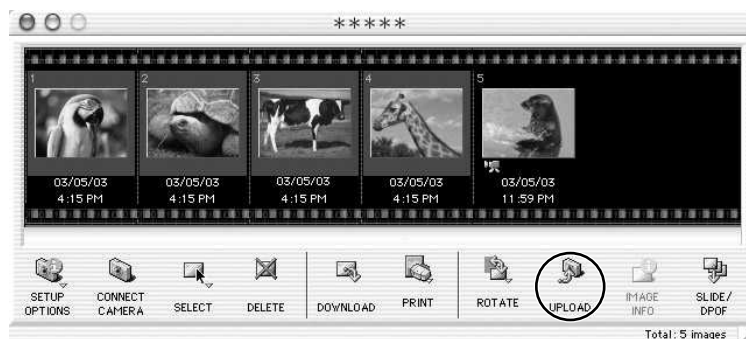 *****
1 2 3 4 5
03/05/03 03/05/03 03/05/03 03/05/03 03/05/03
4:15 PM 4:15 PM 4:15 PM 4:15 PM 11:59 PM
SETUP OPTIONS
CONNECT CAMERA
SELECT
DELETE
DOWNLOAD
PRINT
ROTATE
UPLOAD
IMAGE INFO
SLIDE/ DPOF
Total: 5 images